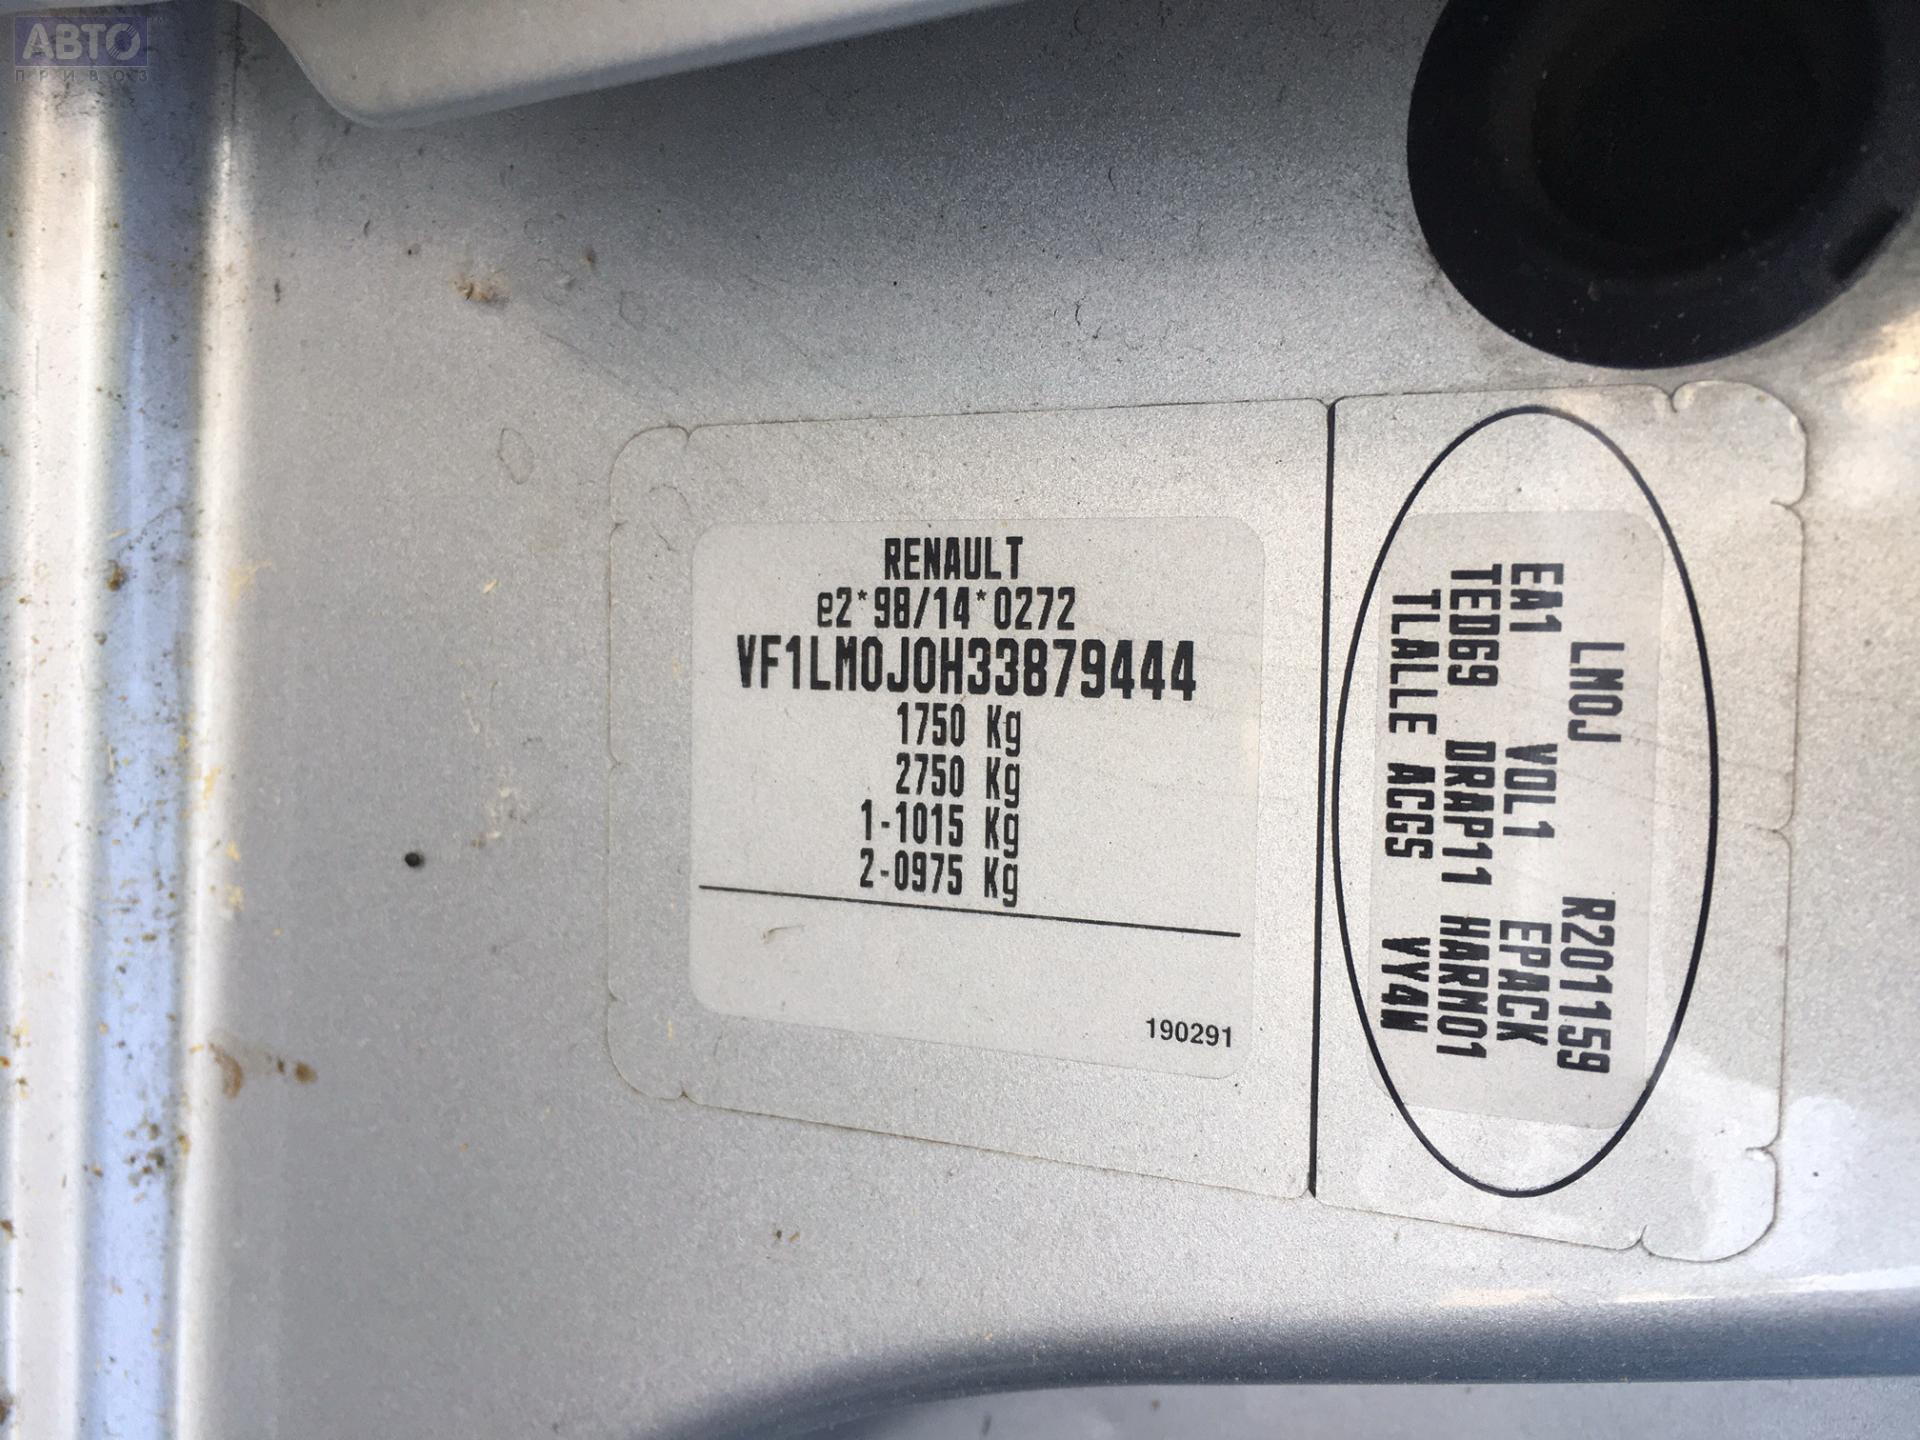 АВТО
ПРИВОЗ
RENAULT
e2*98/14*0272
VF1LM0J0H33879444
1750 Kg
2750 Kg
1-1015 Kg
2-0975 Kg
190291
LM0J R201159
EA1 VOL1 EPACK
TED69 DRAP11 HARM01
TLALLE ACGS VY4W